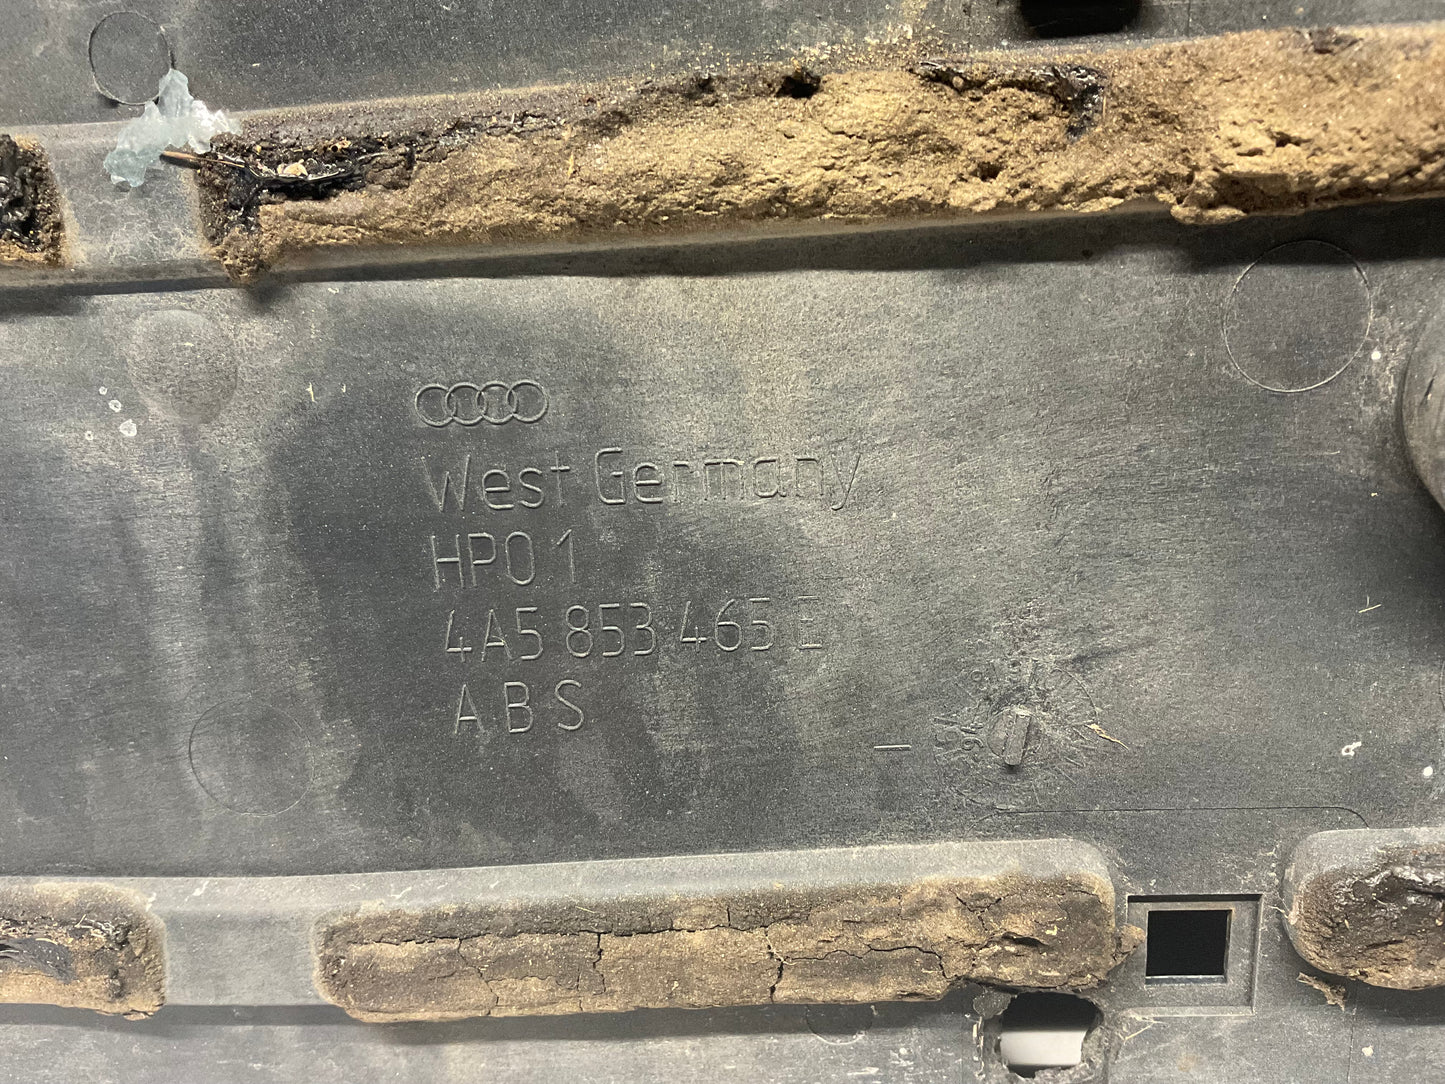 West Germany
HP01
4A5 853 465 E
ABS